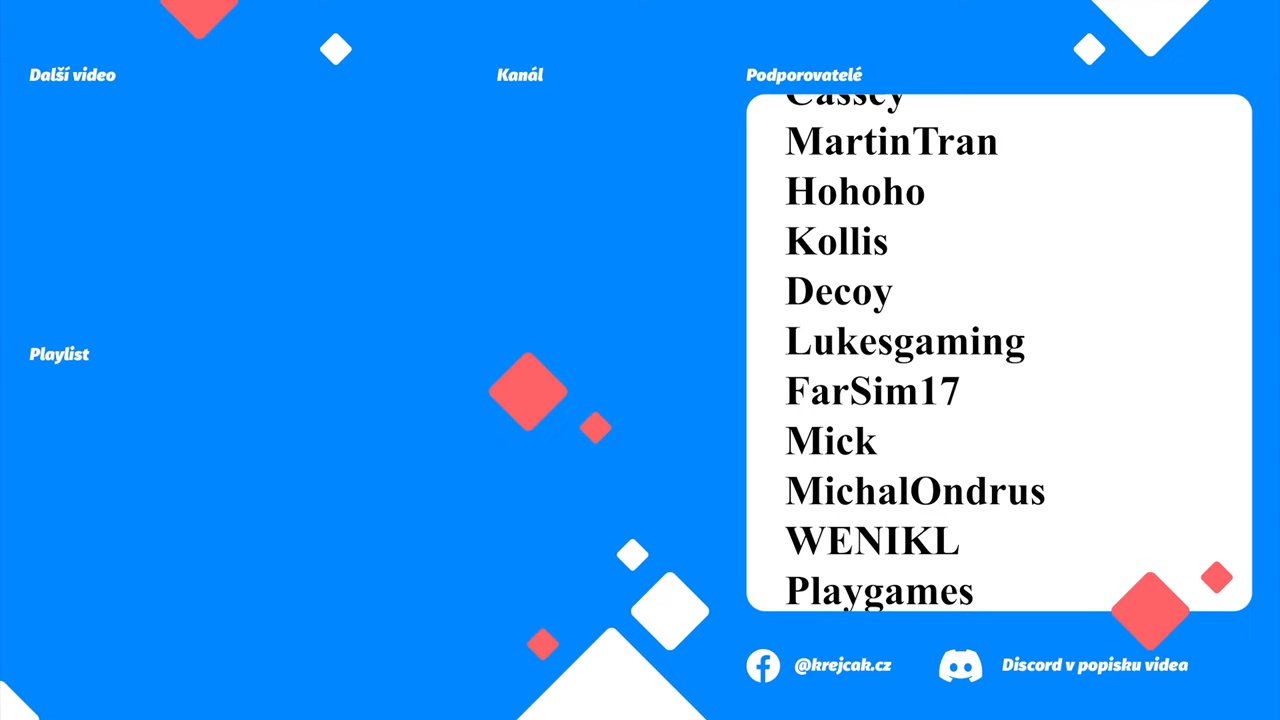 Další video
Kanál
Podporovatelé
Cassey
MartinTran
Hohoho
Kollis
Decoy
Lukesgaming
FarSim17
Mick
MichalOndrus
WENIKL
Playgames
Playlist
@krejcak.cz
Discord v popisku videa